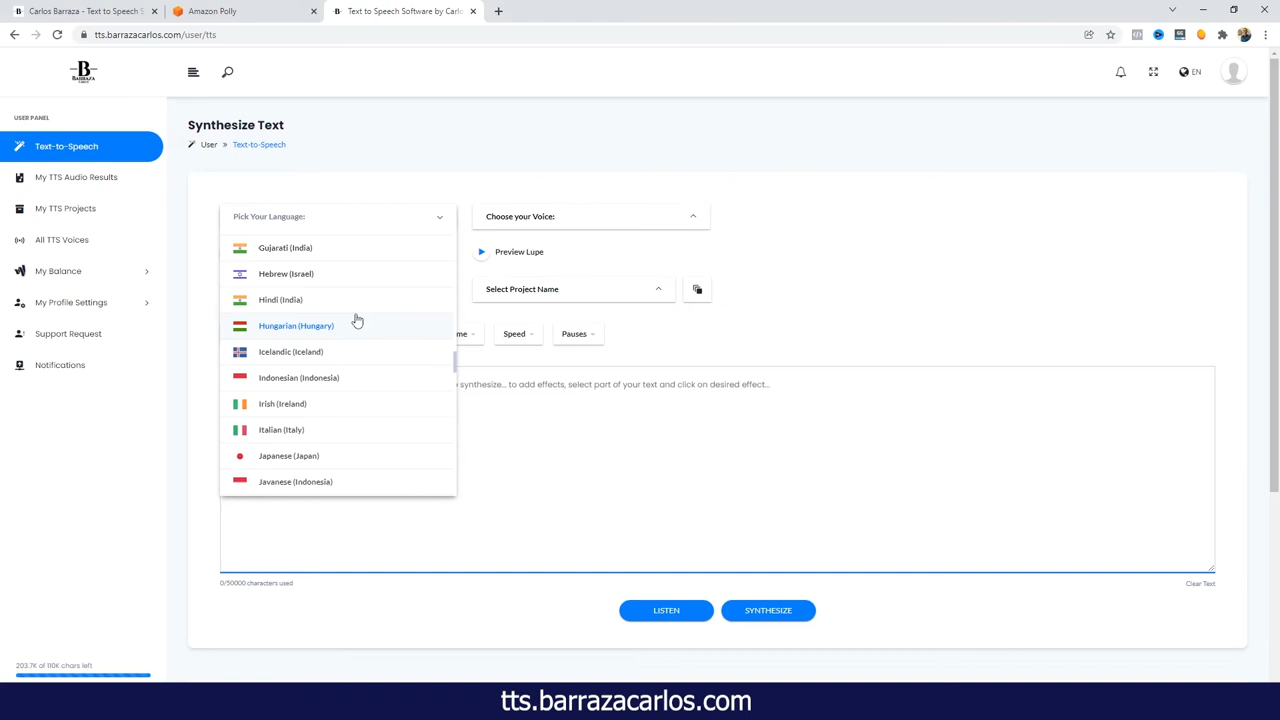 Carlos Barraza - Text to Speech S
Amazon Polly
Text to Speech Software by Carlo
tts.barrazacarlos.com/user/tts
B
BARRAZA
CARLOS
EN
USER PANEL
Text-to-Speech
My TTS Audio Results
My TTS Projects
All TTS Voices
My Balance
My Profile Settings
Support Request
Notifications
203.7K of 110K chars left
Synthesize Text
User » Text-to-Speech
Pick Your Language:
Choose your Voice:
Gujarati (India)
Preview Lupe
Hebrew (Israel)
Select Project Name
Hindi (India)
Hungarian (Hungary)
me
Speed
Pauses
Icelandic (Iceland)
Indonesian (Indonesia)
synthesize... to add effects, select part of your text and click on desired effect...
Irish (Ireland)
Italian (Italy)
Japanese (Japan)
Javanese (Indonesia)
0/50000 characters used
Clear Text
LISTEN
SYNTHESIZE
tts.barrazacarlos.com